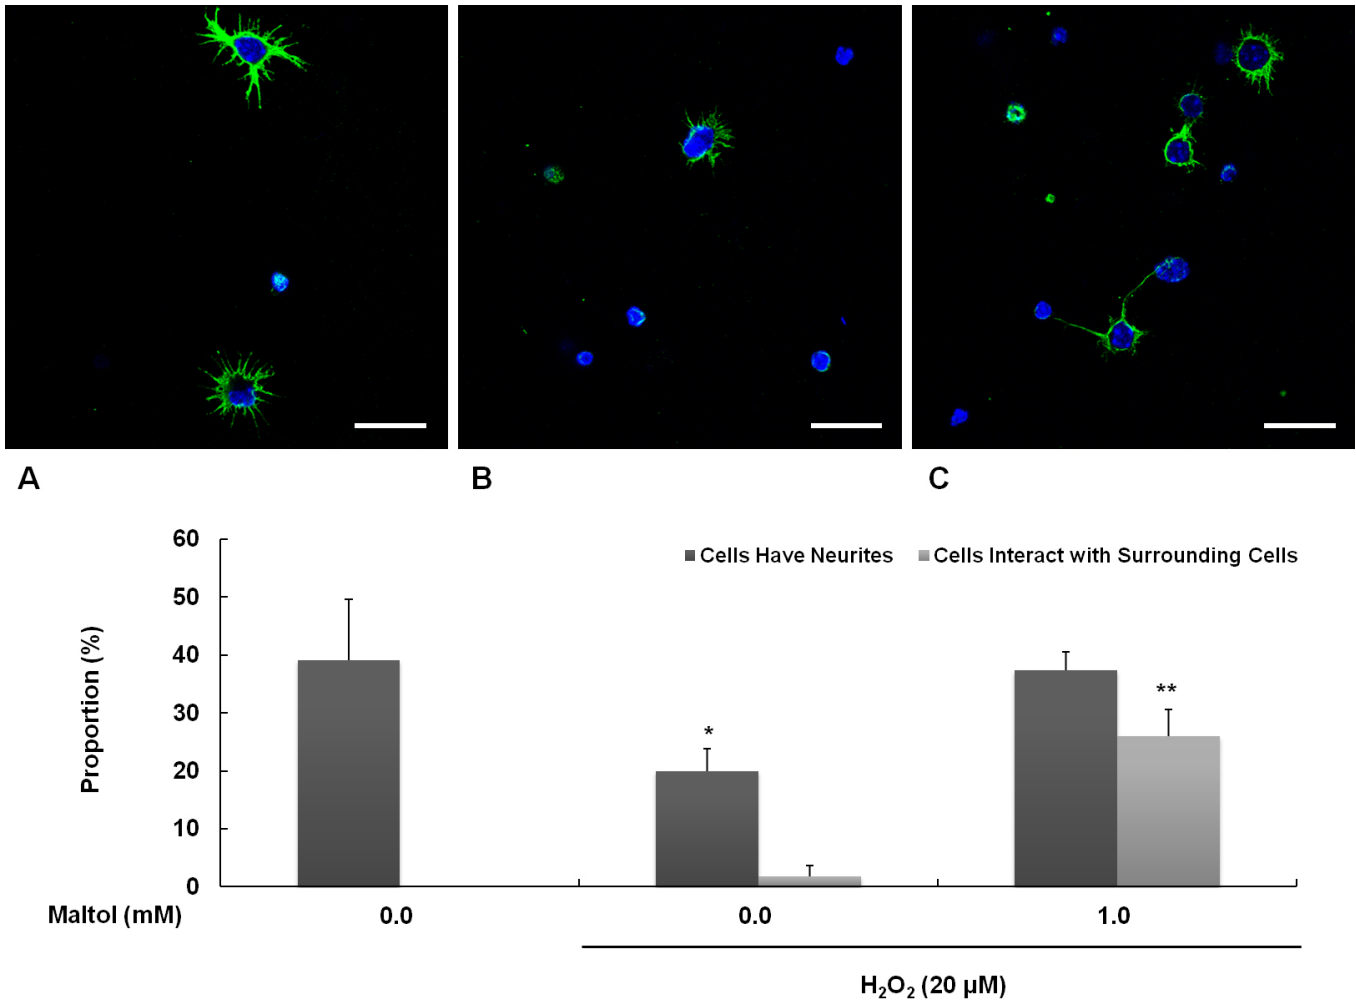 A
B
C
60
50
40
30
20
10
0
Proportion (%)
Cells Have Neurites
Cells Interact with Surrounding Cells
*
**
Maltol (mM)
0.0
0.0
1.0
H₂O₂ (20 µM)